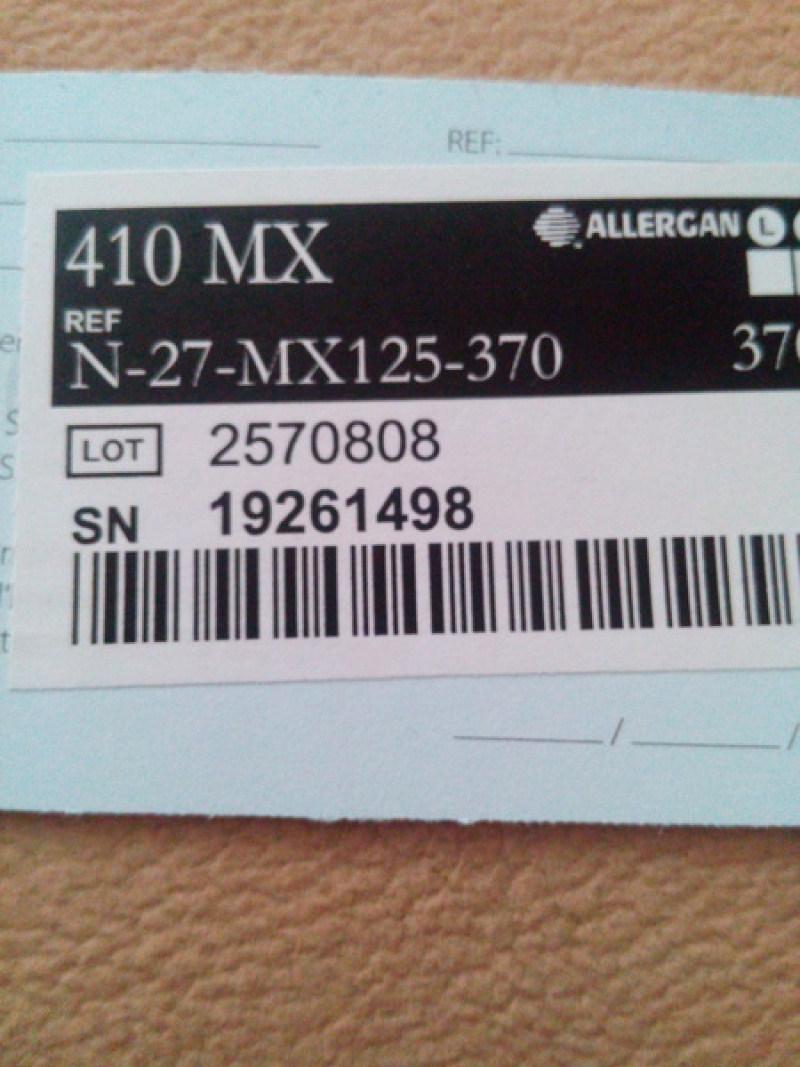 REF:
410 MX
ALLERGAN L
REF
N-27-MX125-370
LOT 2570808
SN 19261498
/ /